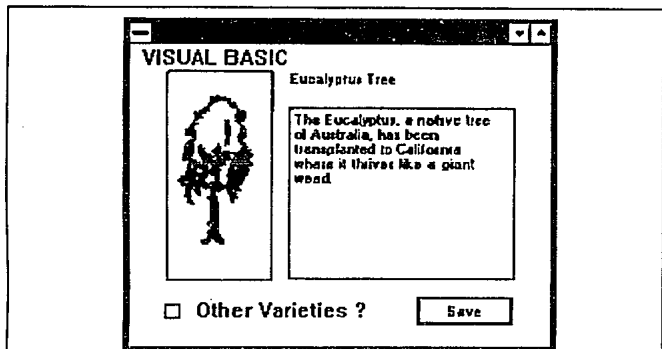 VISUAL BASIC
Eucalyptus Tree
The Eucalyptus, a native tree
of Australia, has been
transplanted to California
where it thrives like a giant
weed.
Other Varieties ?
Save